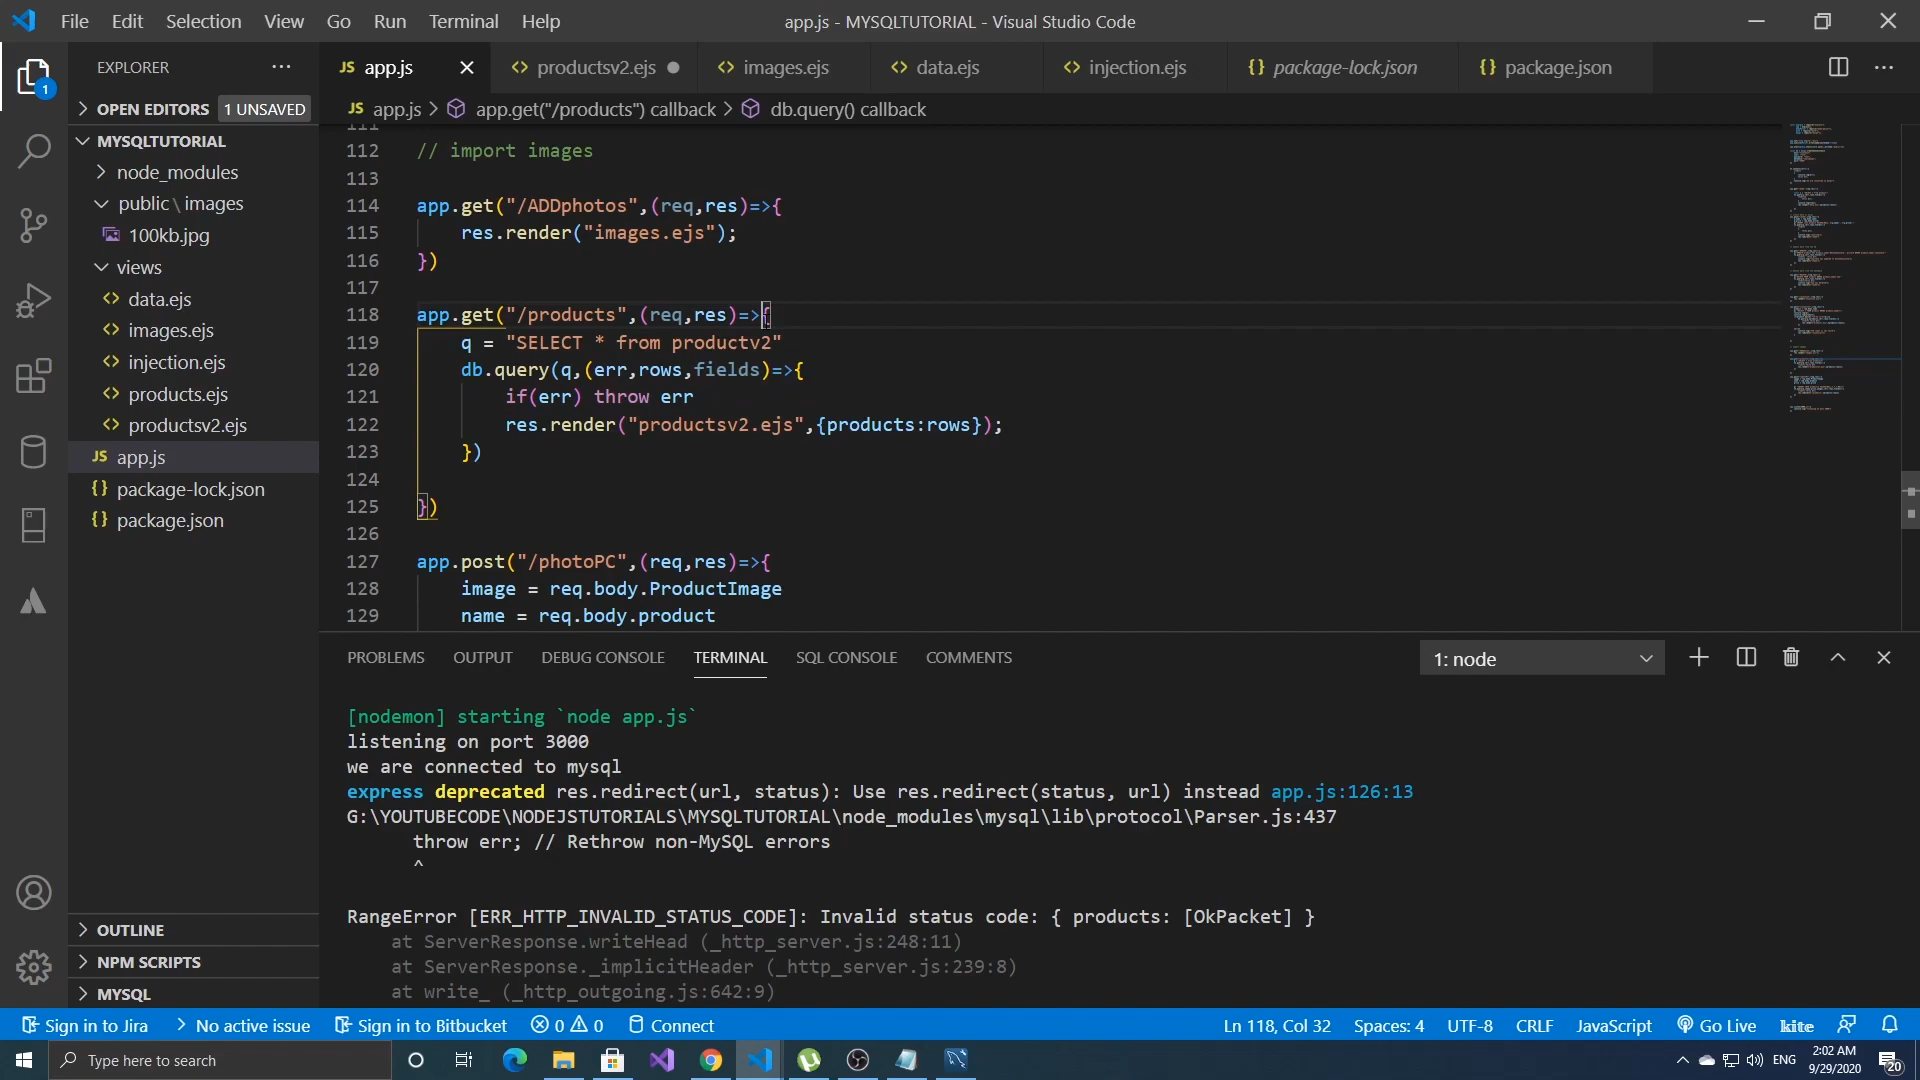 File Edit Selection View Go Run Terminal Help
app.js - MYSQLTUTORIAL - Visual Studio Code
EXPLORER
JS app.js
<> productsv2.ejs
<> images.ejs
<> data.ejs
<> injection.ejs
{} package-lock.json
{} package.json
1
OPEN EDITORS 1 UNSAVED
MYSQLTUTORIAL
node_modules
public \ images
100kb.jpg
views
<> data.ejs
<> images.ejs
<> injection.ejs
<> products.ejs
<> productsv2.ejs
JS app.js
{} package-lock.json
{} package.json
OUTLINE
NPM SCRIPTS
MYSQL
JS app.js > app.get("/products") callback > db.query() callback
111
112 // import images
113
114 app.get("/ADDphotos",(req,res)=>{
115 res.render("images.ejs");
116 })
117
118 app.get("/products",(req,res)=>{
119 q = "SELECT * from productv2"
120 db.query(q,(err,rows,fields)=>{
121 if(err) throw err
122 res.render("productsv2.ejs",{products:rows});
123 })
124
125 })
126
127 app.post("/photoPC",(req,res)=>{
128 image = req.body.ProductImage
129 name = req.body.product
PROBLEMS OUTPUT DEBUG CONSOLE TERMINAL SQL CONSOLE COMMENTS
1: node
[nodemon] starting `node app.js`
listening on port 3000
we are connected to mysql
express deprecated res.redirect(url, status): Use res.redirect(status, url) instead app.js:126:13
G:\YOUTUBECODE\NODEJSTUTORIALS\MYSQLTUTORIAL\node_modules\mysql\lib\protocol\Parser.js:437
throw err; // Rethrow non-MySQL errors
^
RangeError [ERR_HTTP_INVALID_STATUS_CODE]: Invalid status code: { products: [OkPacket] }
at ServerResponse.writeHead (_http_server.js:248:11)
at ServerResponse._implicitHeader (_http_server.js:239:8)
at write_ (_http_outgoing.js:642:9)
Sign in to Jira No active issue Sign in to Bitbucket 0 0 Connect
Ln 118, Col 32 Spaces: 4 UTF-8 CRLF JavaScript Go Live kite
Type here to search
ENG
2:02 AM
9/29/2020
20